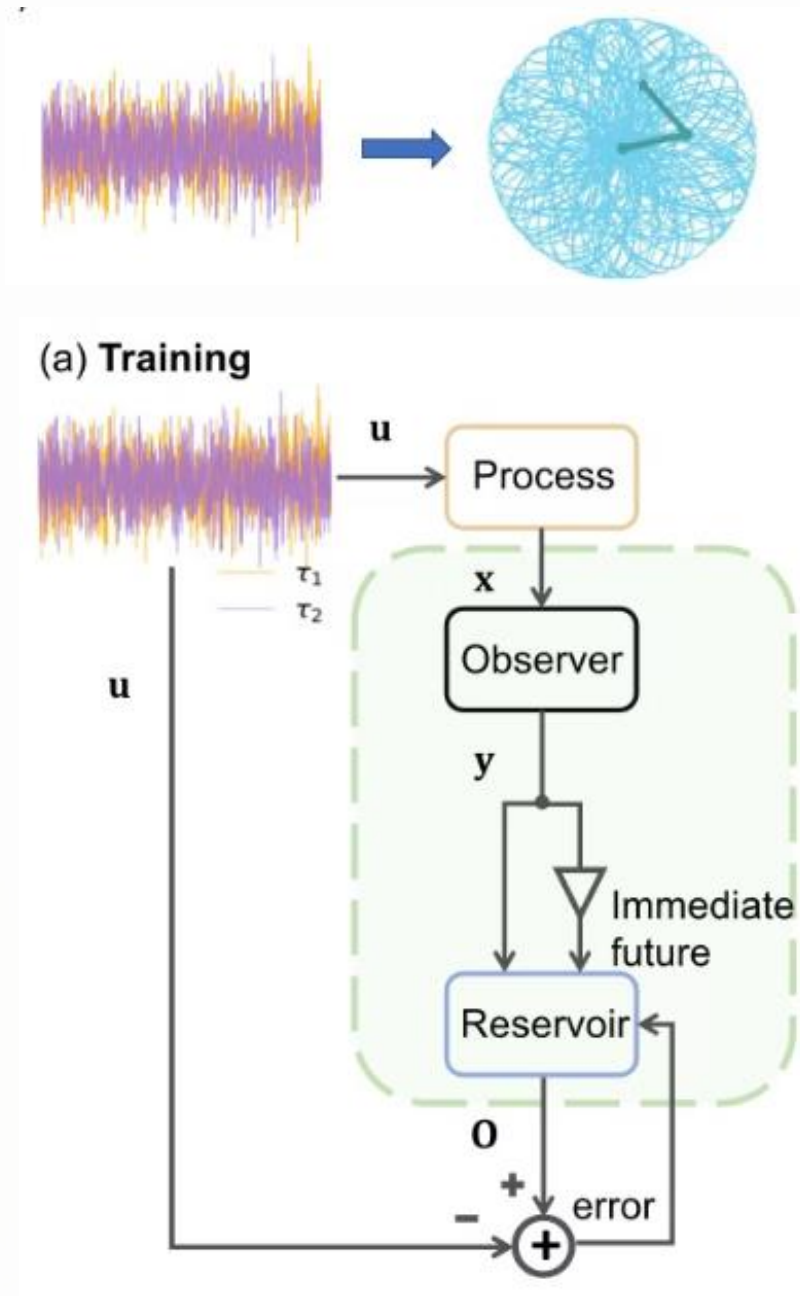 (a) Training
u
Process
τ₁
x
τ₂
Observer
u
y
Immediate
future
Reservoir
O
+
error
−
+